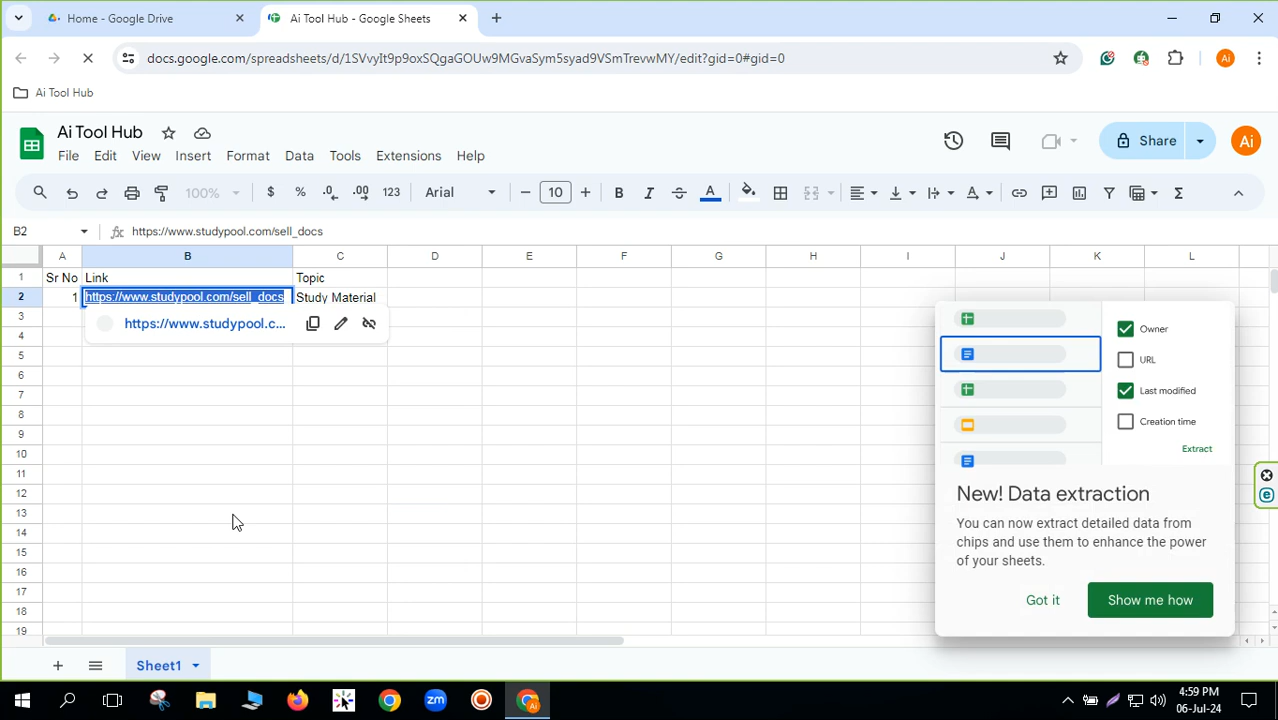 Home - Google Drive
Ai Tool Hub - Google Sheets
docs.google.com/spreadsheets/d/1SVvyIt9p9oxSQgaGOUw9MGnSym5syad9VSmTrevwMY/edit?gid=0#gid=0
Ai
Ai Tool Hub
Ai Tool Hub
Share
Ai
File Edit View Insert Format Data Tools Extensions Help
100% $ % .0 .00 123 Arial 10 B I S A Σ
B2 fx https://www.studypool.com/sell_docs
A B C D E F G H I J K L
1 Sr No Link Topic
2 1 https://www.studypool.com/sell_docs Study Material
3 https://www.studypool.c...
4
5
6
7
8
9
10
11
12
13
14
15
16
17
18
19
Owner
URL
Last modified
Creation time
Extract
New! Data extraction
You can now extract detailed data from
chips and use them to enhance the power
of your sheets.
Got it Show me how
Sheet1
zm
Ai
4:59 PM
06-Jul-24